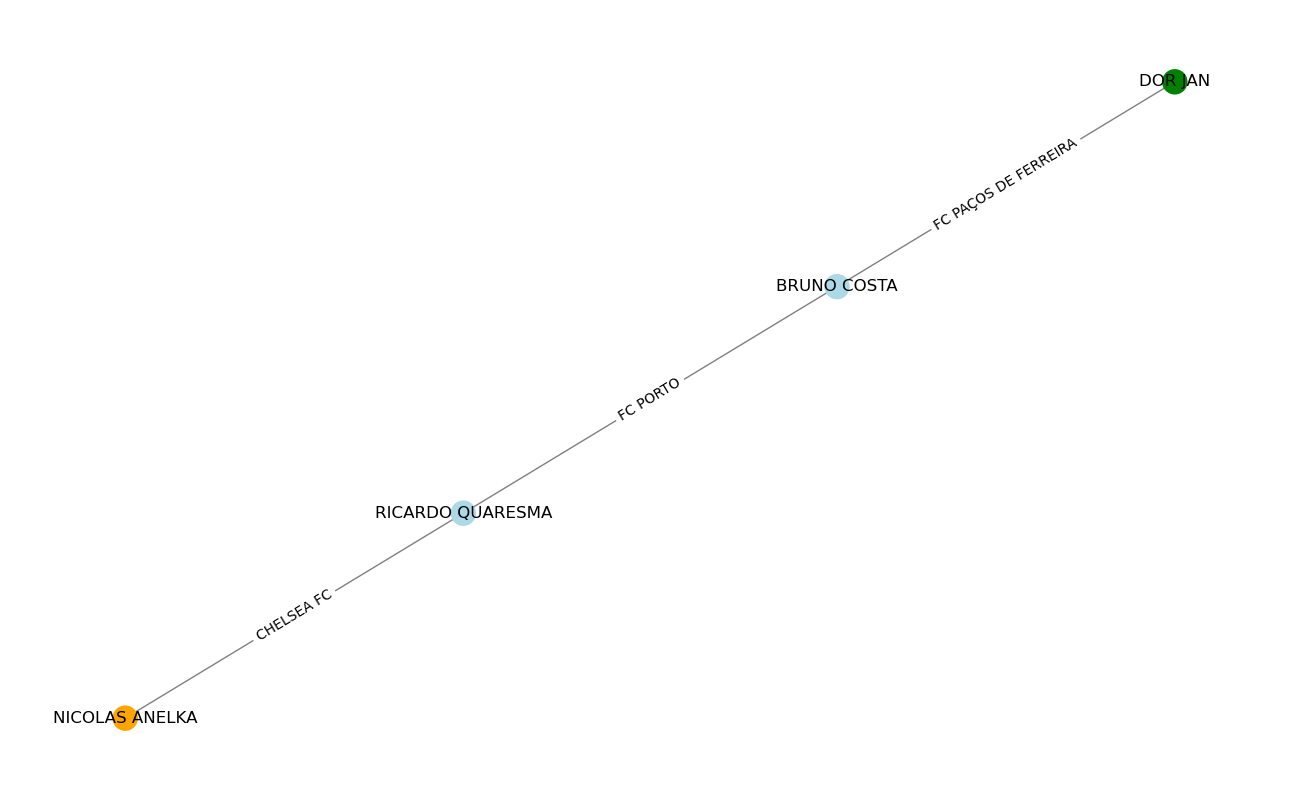 DOR JAN
FC PAÇOS DE FERREIRA
BRUNO COSTA
FC PORTO
RICARDO QUARESMA
CHELSEA FC
NICOLAS ANELKA